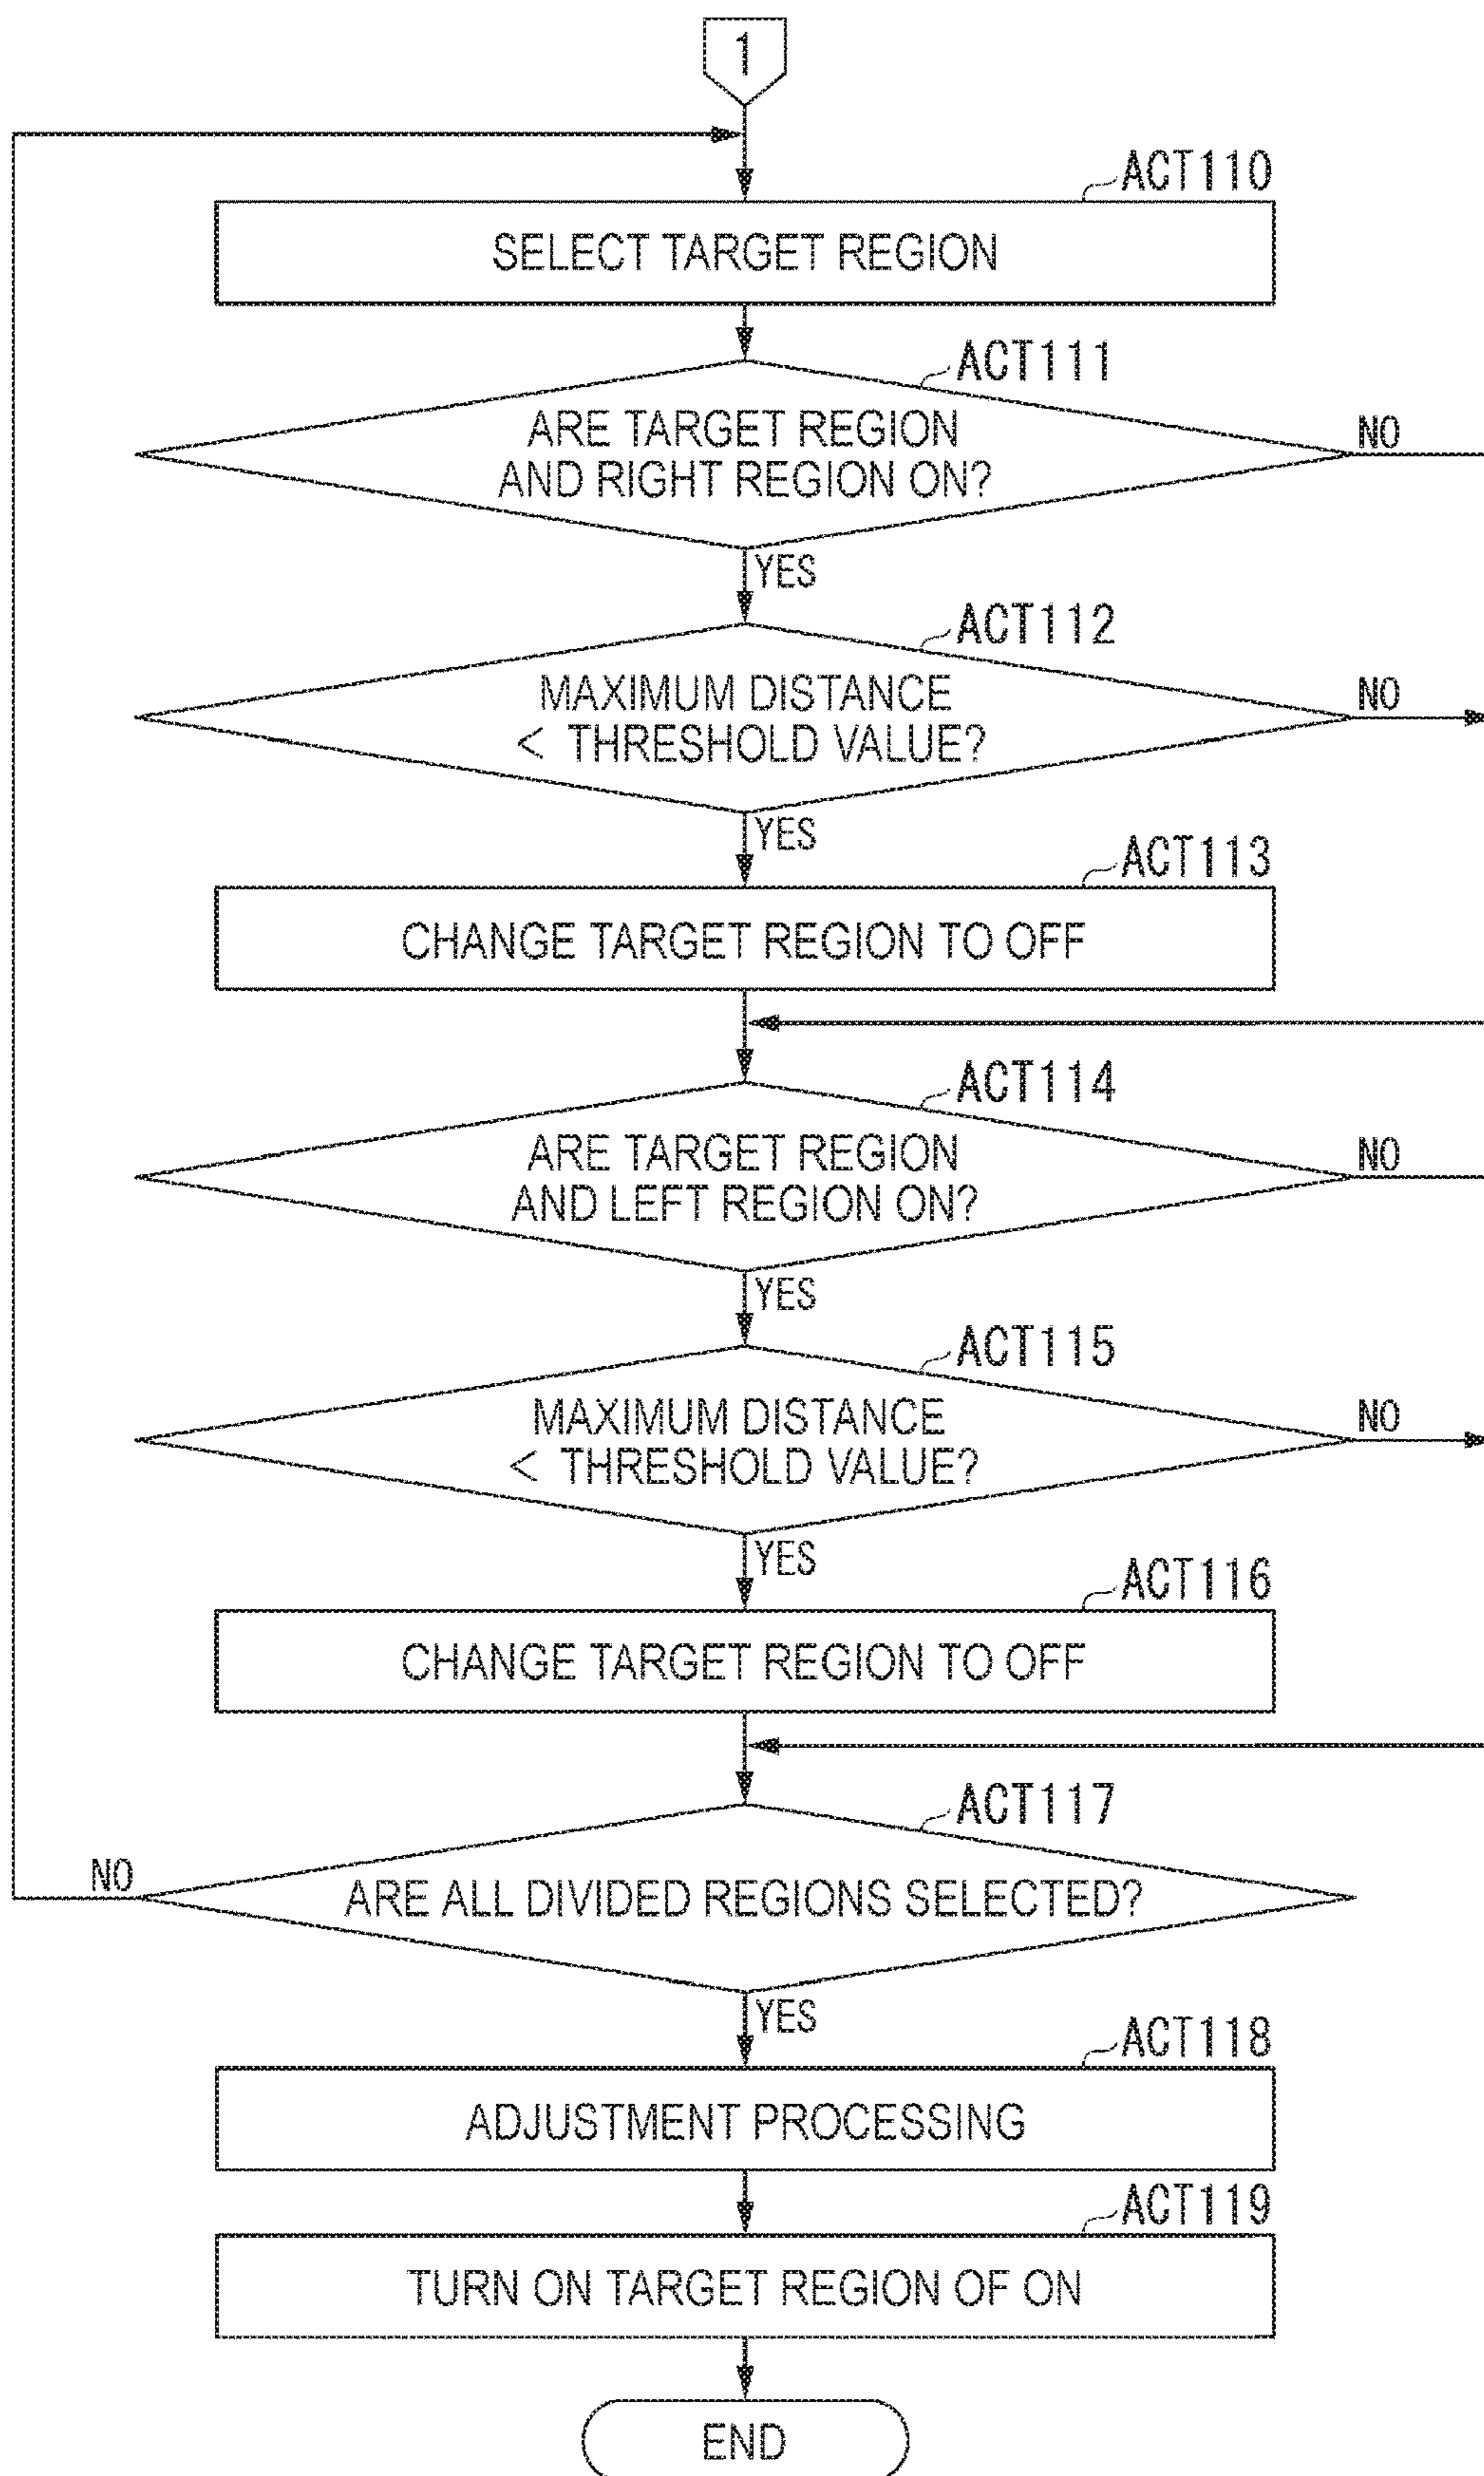 1
ACT110
SELECT TARGET REGION
ACT111
ARE TARGET REGION
AND RIGHT REGION ON?
NO
YES
ACT112
MAXIMUM DISTANCE
< THRESHOLD VALUE?
NO
YES
ACT113
CHANGE TARGET REGION TO OFF
ACT114
ARE TARGET REGION
AND LEFT REGION ON?
NO
YES
ACT115
MAXIMUM DISTANCE
< THRESHOLD VALUE?
NO
YES
ACT116
CHANGE TARGET REGION TO OFF
ACT117
NO
ARE ALL DIVIDED REGIONS SELECTED?
YES
ACT118
ADJUSTMENT PROCESSING
ACT119
TURN ON TARGET REGION OF ON
END